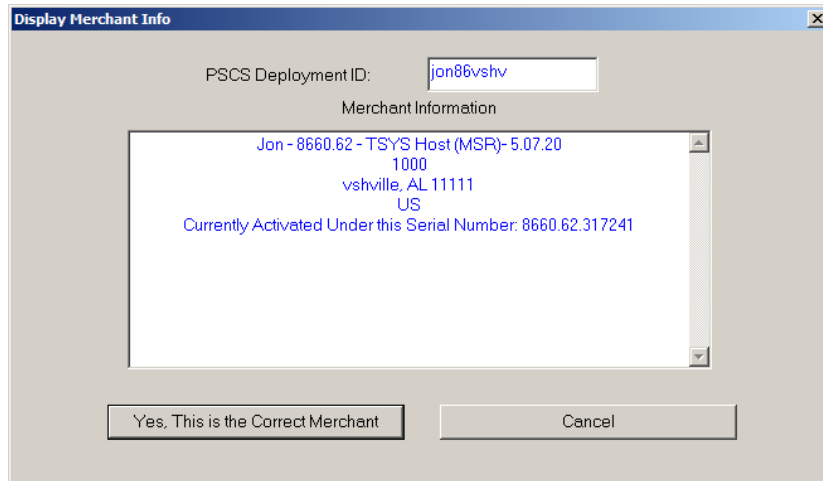 Display Merchant Info
PSCS Deployment ID: jon86vshv
Merchant Information
Jon - 8660.62 - TSYS Host (MSR)- 5.07.20
1000
vshville, AL 11111
US
Currently Activated Under this Serial Number: 8660.62.317241
Yes, This is the Correct Merchant Cancel